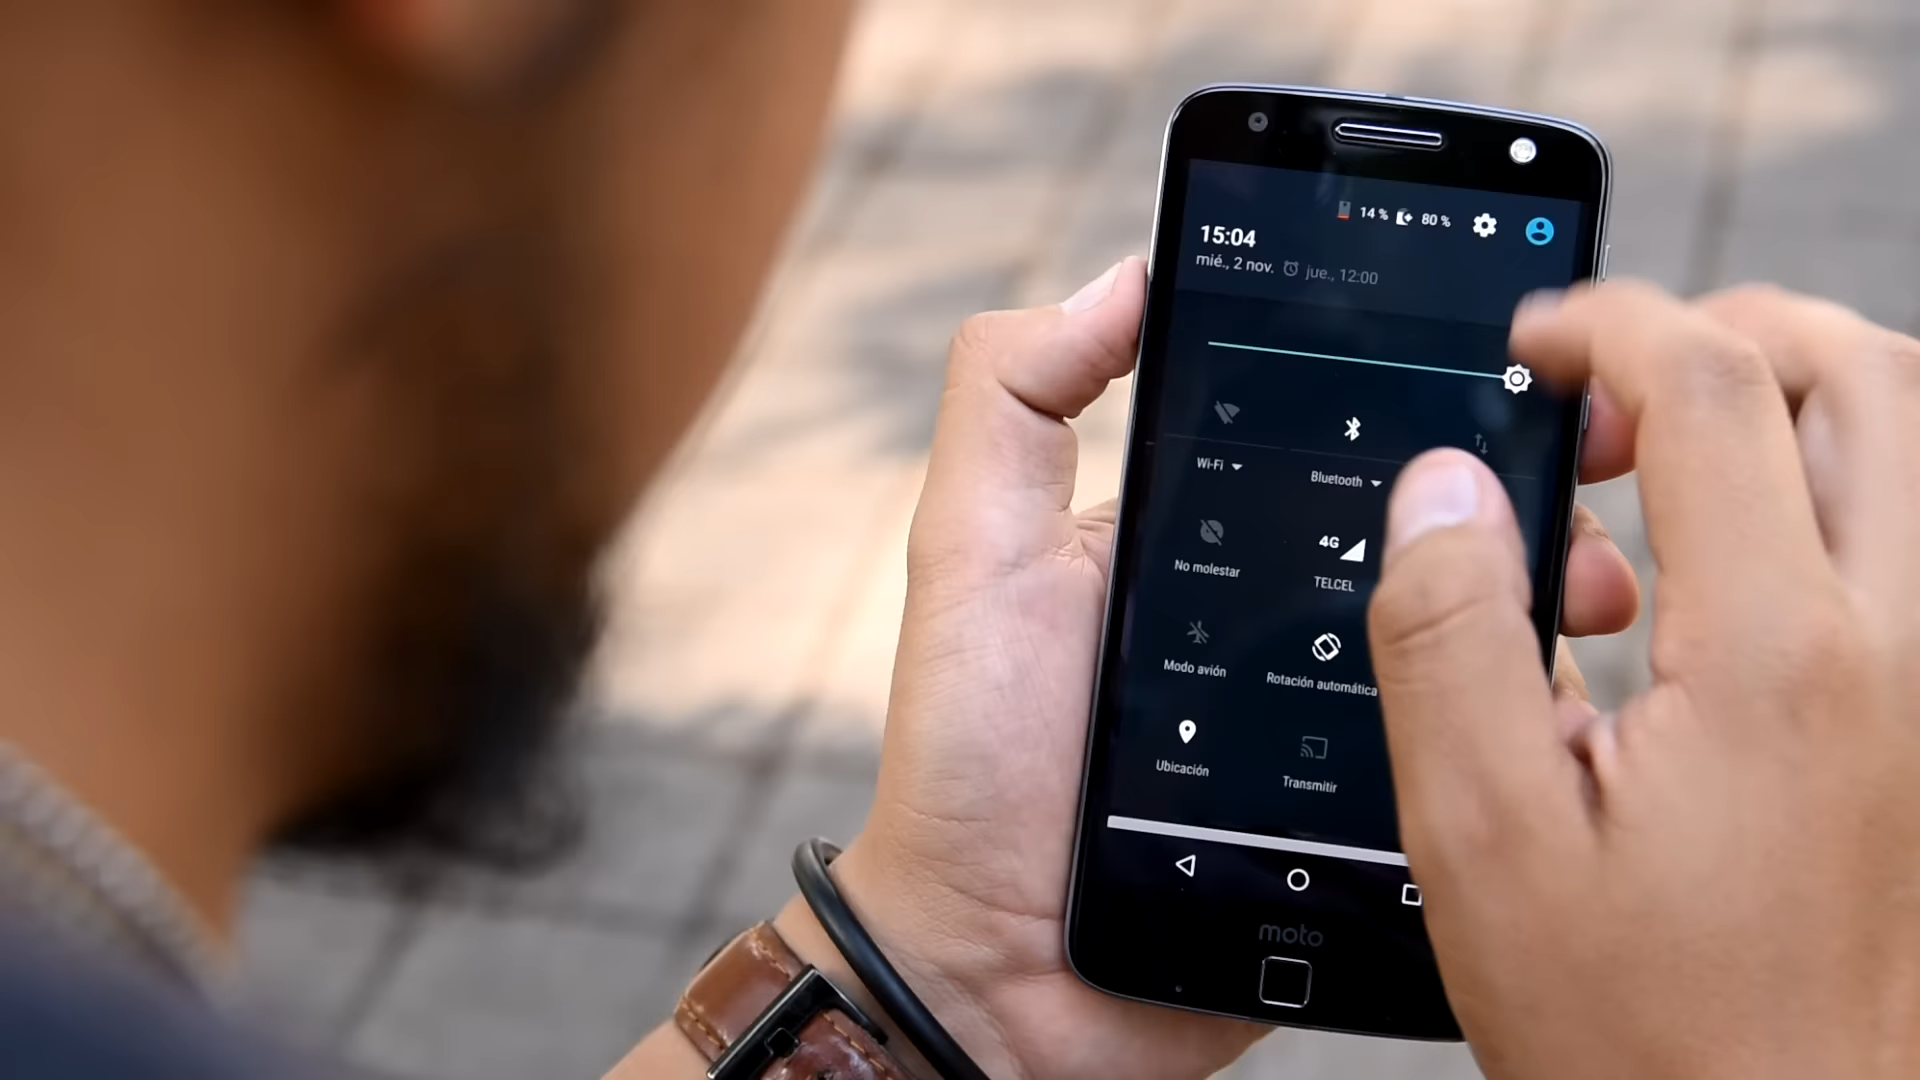 14 % 80 %
15:04
mié., 2 nov. jue., 12:00
Wi-Fi Bluetooth
No molestar 4G TELCEL
Modo avión Rotación automática
Ubicación Transmitir
moto